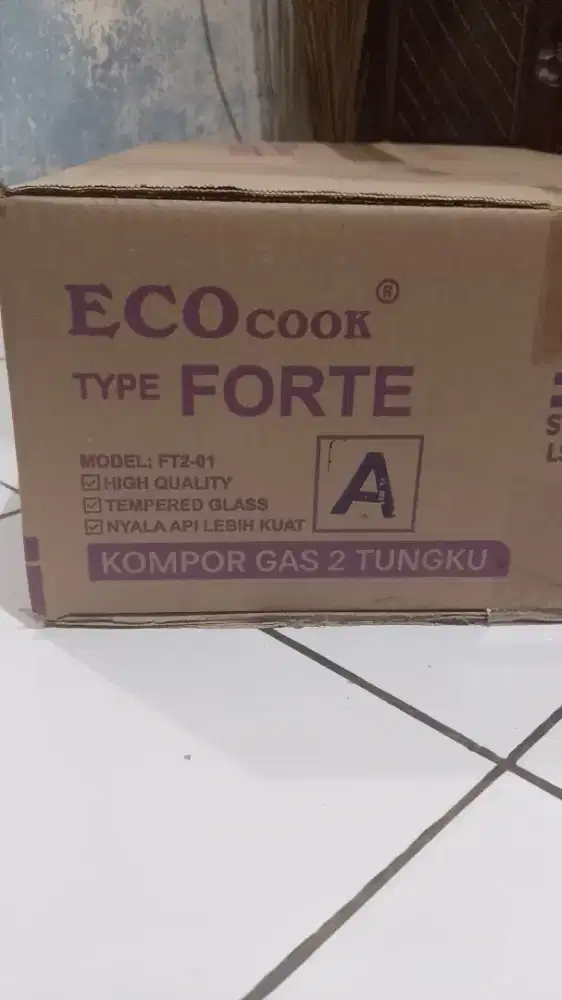 ECO COOK ®
TYPE FORTE
MODEL: FT2-01
HIGH QUALITY
TEMPERED GLASS
NYALA API LEBIH KUAT
A
KOMPOR GAS 2 TUNGKU